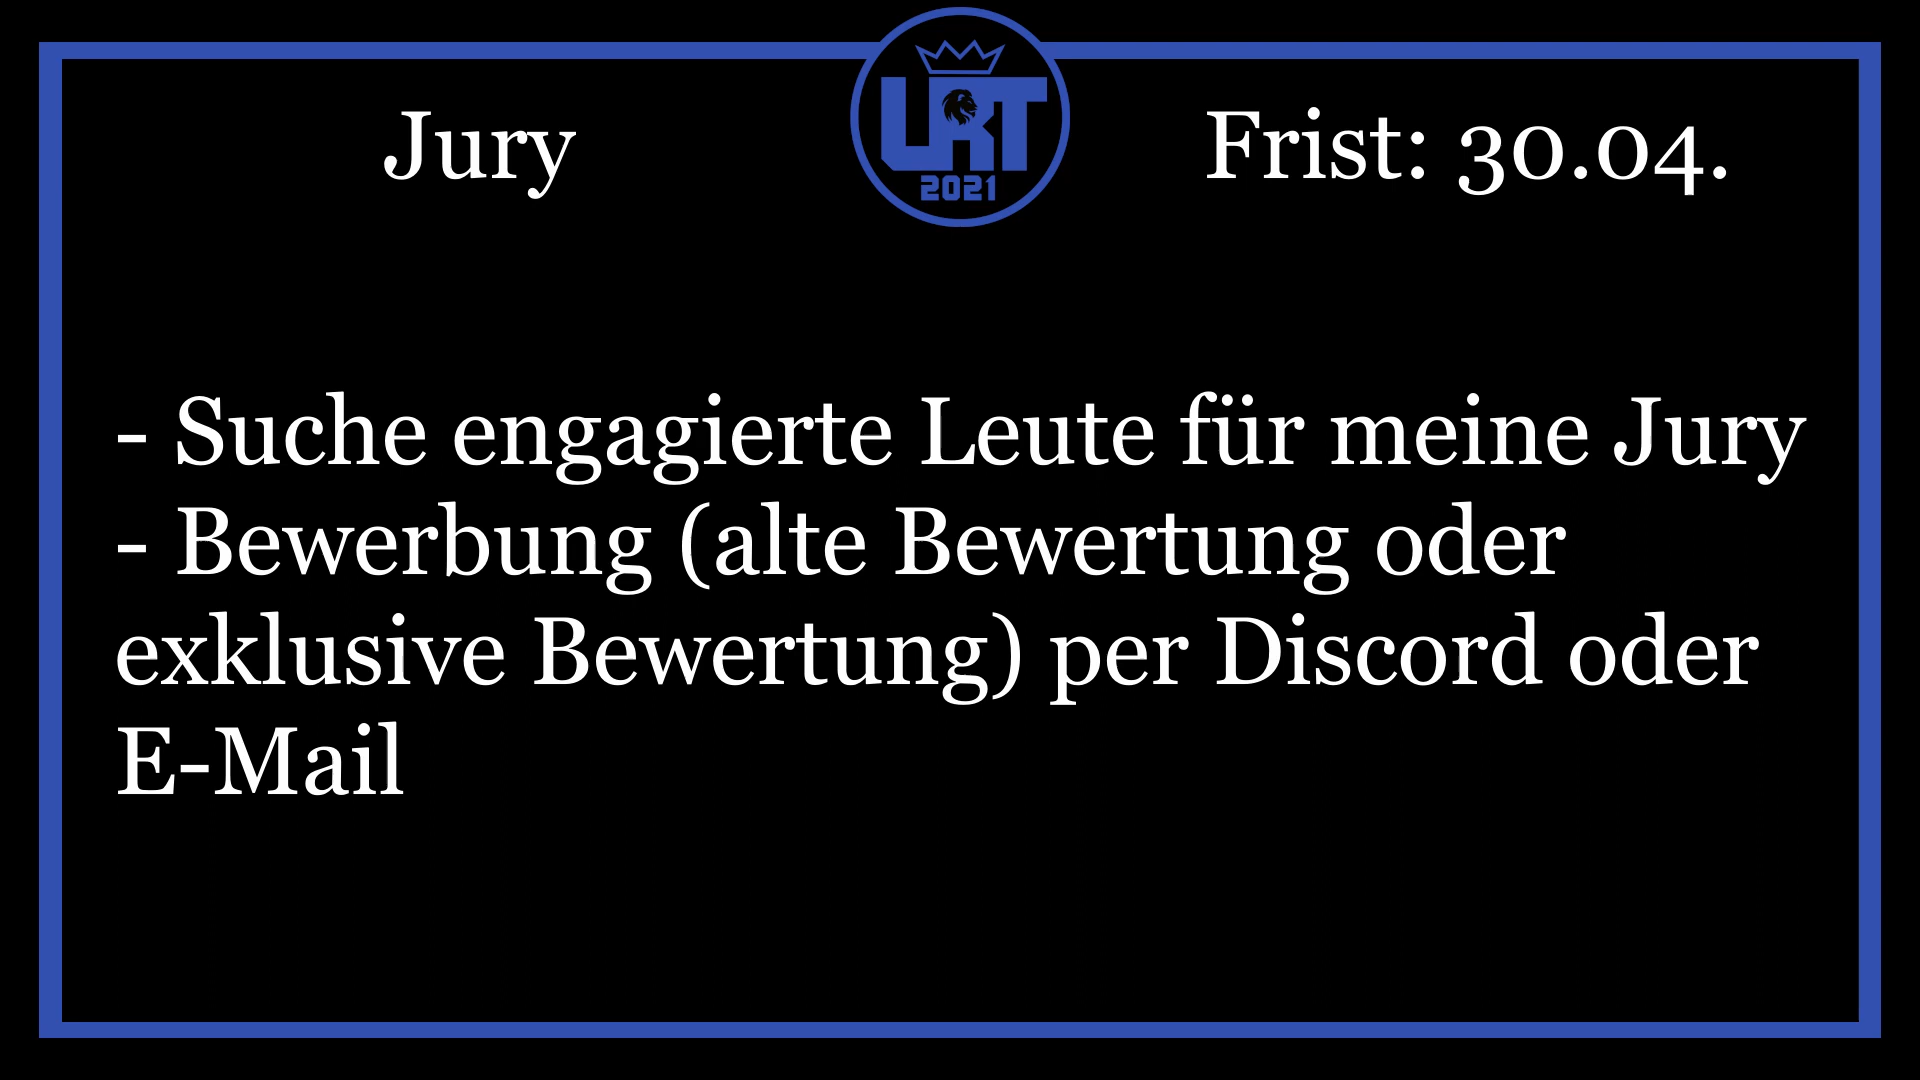 Jury
LRT
2021
Frist: 30.04.
- Suche engagierte Leute für meine Jury
- Bewerbung (alte Bewertung oder
exklusive Bewertung) per Discord oder
E-Mail